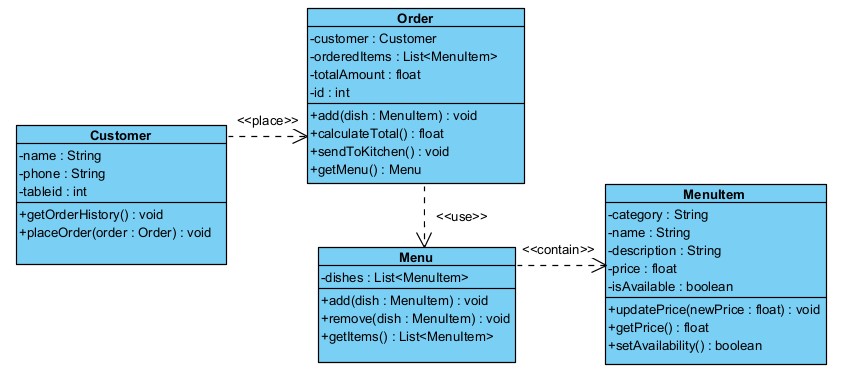 Order
-customer : Customer
-orderedItems : List<MenuItem>
-totalAmount : float
-id : int
+add(dish : MenuItem) : void
+calculateTotal() : float
+sendToKitchen() : void
+getMenu() : Menu
<<place>>
Customer
-name : String
-phone : String
-tableid : int
+getOrderHistory() : void
+placeOrder(order : Order) : void
<<use>>
Menu
-dishes : List<MenuItem>
+add(dish : MenuItem) : void
+remove(dish : MenuItem) : void
+getItems() : List<MenuItem>
<<contain>>
MenuItem
-category : String
-name : String
-description : String
-price : float
-isAvailable : boolean
+updatePrice(newPrice : float) : void
+getPrice() : float
+setAvailability() : boolean